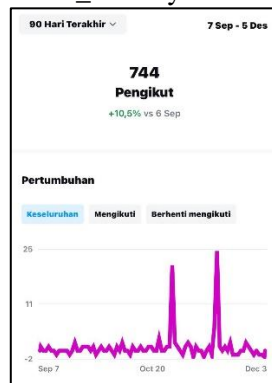 90 Hari Terakhir
7 Sep - 5 Des
744
Pengikut
+10,5% vs 6 Sep
Pertumbuhan
Keseluruhan Mengikuti Berhenti mengikuti
25
11
-2
Sep 7 Oct 20 Dec 3